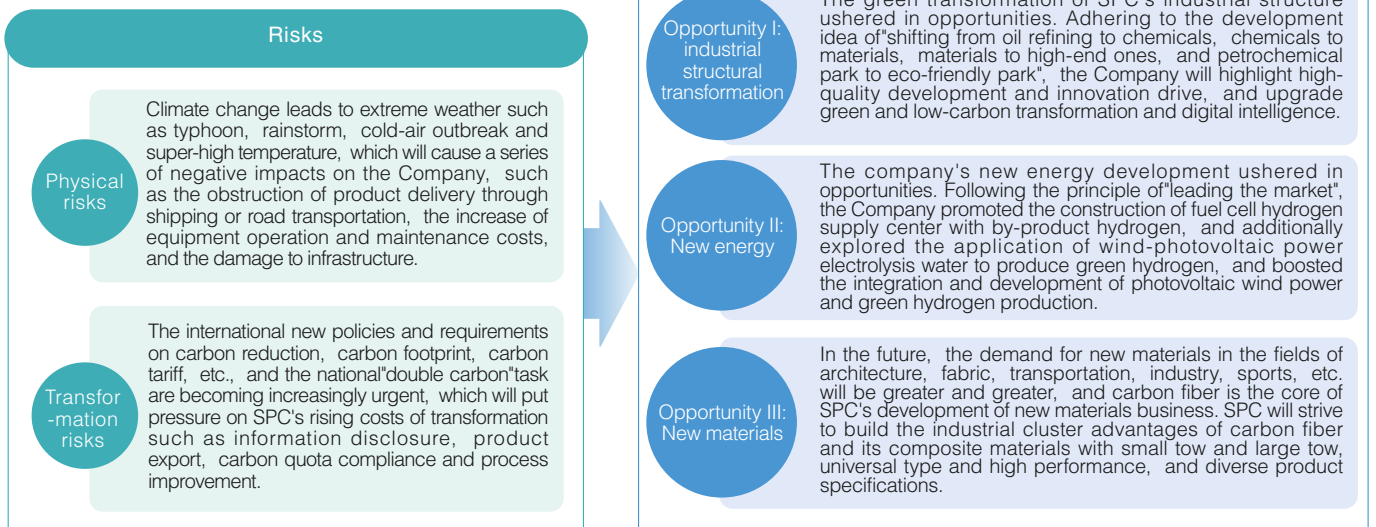 Risks
Physical
risks
Climate change leads to extreme weather such
as typhoon, rainstorm, cold-air outbreak and
super-high temperature, which will cause a series
of negative impacts on the Company, such
as the obstruction of product delivery through
shipping or road transportation, the increase of
equipment operation and maintenance costs,
and the damage to infrastructure.
Transfor
-mation
risks
The international new policies and requirements
on carbon reduction, carbon footprint, carbon
tariff, etc., and the national"double carbon"task
are becoming increasingly urgent, which will put
pressure on SPC's rising costs of transformation
such as information disclosure, product
export, carbon quota compliance and process
improvement.
Opportunity I:
industrial
structural
transformation
The green transformation of SPC's industrial structure
ushered in opportunities. Adhering to the development
idea of"shifting from oil refining to chemicals, chemicals to
materials, materials to high-end ones, and petrochemical
park to eco-friendly park", the Company will highlight high-
quality development and innovation drive, and upgrade
green and low-carbon transformation and digital intelligence.
Opportunity II:
New energy
The company's new energy development ushered in
opportunities. Following the principle of"leading the market",
the Company promoted the construction of fuel cell hydrogen
supply center with by-product hydrogen, and additionally
explored the application of wind-photovoltaic power
electrolysis water to produce green hydrogen, and boosted
the integration and development of photovoltaic wind power
and green hydrogen production.
Opportunity III:
New materials
In the future, the demand for new materials in the fields of
architecture, fabric, transportation, industry, sports, etc.
will be greater and greater, and carbon fiber is the core of
SPC's development of new materials business. SPC will strive
to build the industrial cluster advantages of carbon fiber
and its composite materials with small tow and large tow,
universal type and high performance, and diverse product
specifications.